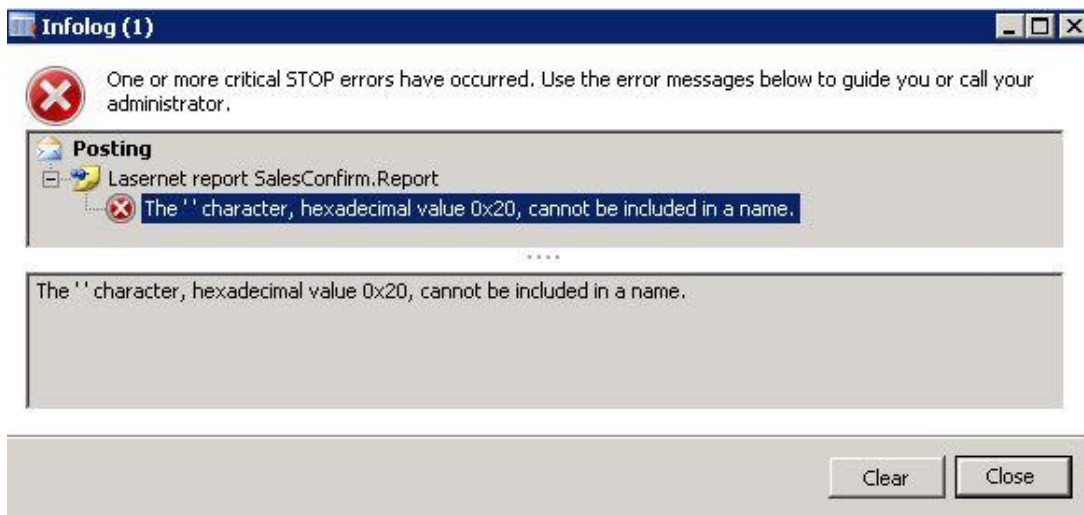 Infolog (1)
One or more critical STOP errors have occurred. Use the error messages below to guide you or call your
administrator.
Posting
Lasernet report SalesConfirm.Report
The ' ' character, hexadecimal value 0x20, cannot be included in a name.
The ' ' character, hexadecimal value 0x20, cannot be included in a name.
Clear Close